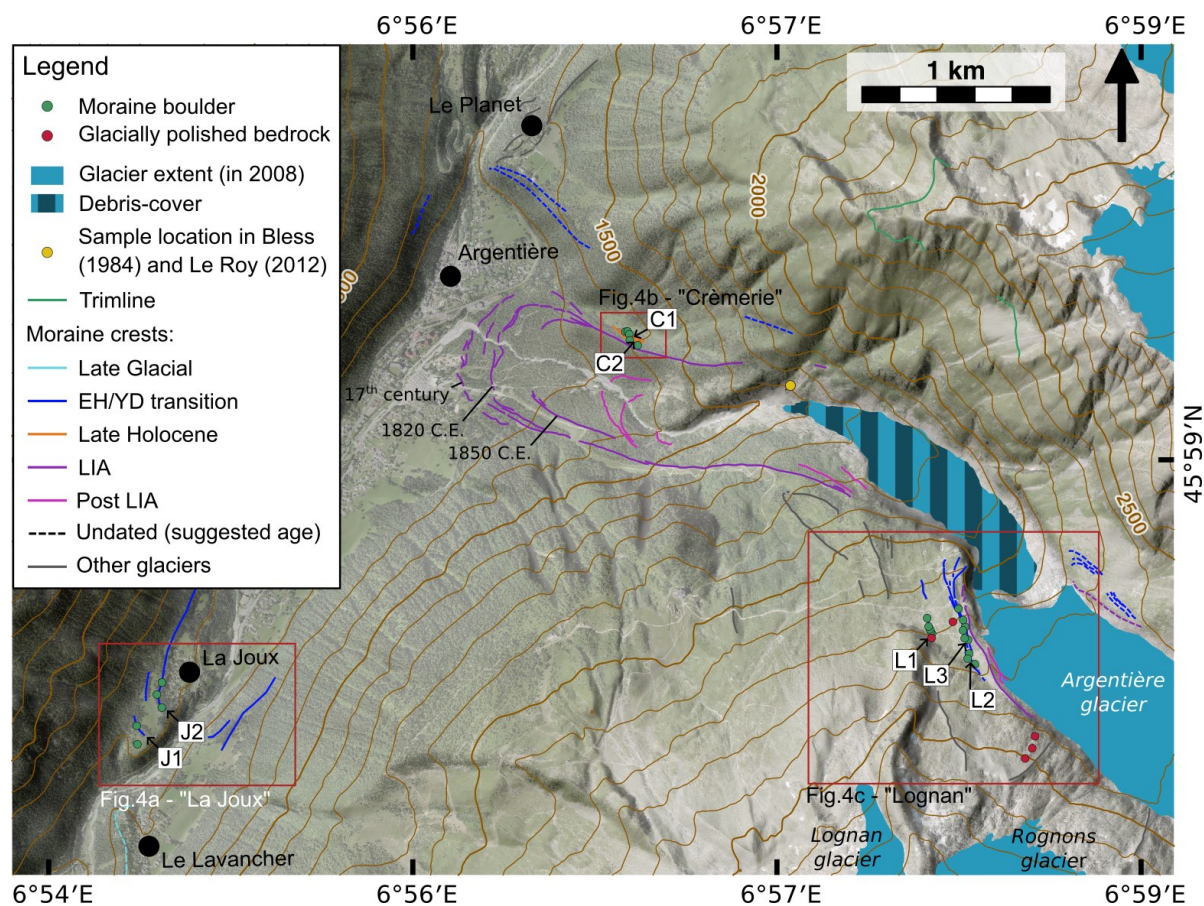 6°56′E
6°57′E
6°59′E
Legend
Moraine boulder
Glacially polished bedrock
Glacier extent (in 2008)
Debris-cover
Sample location in Bless
(1984) and Le Roy (2012)
Trimline
Moraine crests:
Late Glacial
EH/YD transition
Late Holocene
LIA
Post LIA
Undated (suggested age)
Other glaciers
1 km
Le Planet
2000
1500
Argentière
00
Fig.4b - "Crèmerie"
C1
C2
17th century
1820 C.E.
1850 C.E.
45°59′N
2500
La Joux
J2
J1
Fig.4a - "La Joux"
Le Lavancher
L1
L3
L2
Argentière
glacier
Fig.4c - "Lognan"
Lognan
glacier
Rognons
glacier
6°54′E
6°56′E
6°57′E
6°59′E